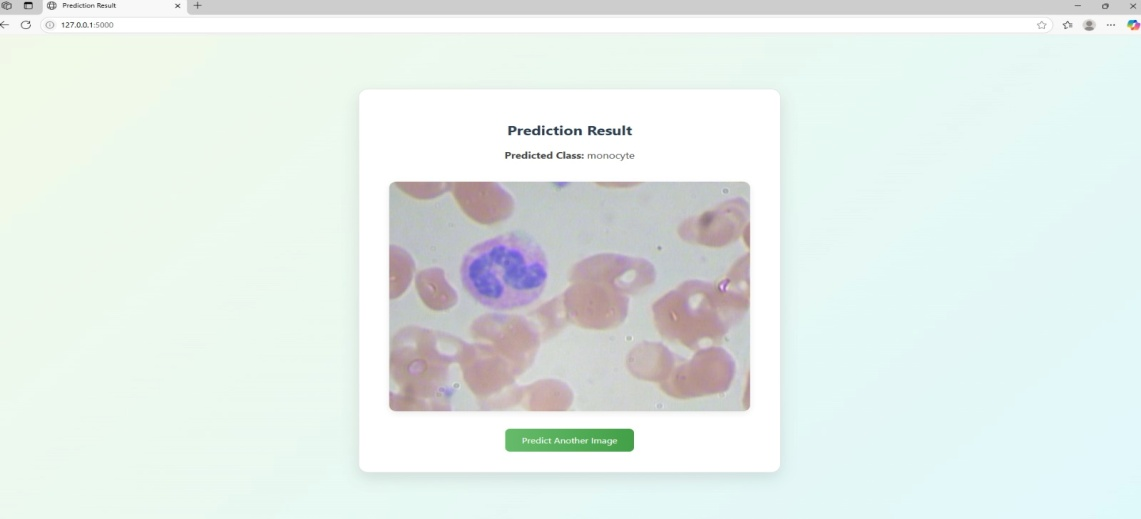 Prediction Result
127.0.0.1:5000
Prediction Result
Predicted Class: monocyte
Predict Another Image